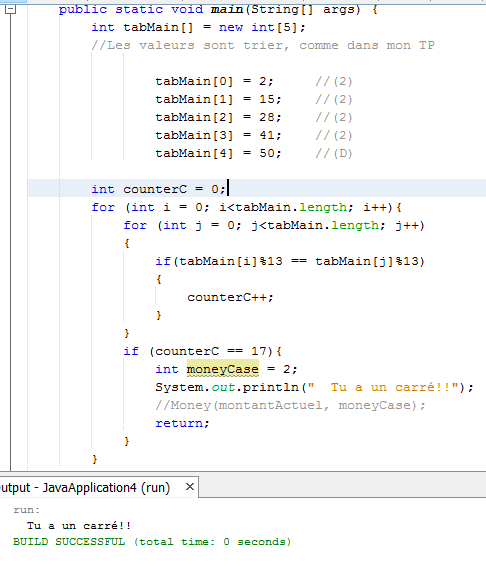 public static void main(String[] args) {
int tabMain[] = new int[5];
//Les valeurs sont trier, comme dans mon TP
tabMain[0] = 2; //(2)
tabMain[1] = 15; //(2)
tabMain[2] = 28; //(2)
tabMain[3] = 41; //(2)
tabMain[4] = 50; //(D)
int counterC = 0;
for (int i = 0; i<tabMain.length; i++){
for (int j = 0; j<tabMain.length; j++)
{
if(tabMain[i]%13 == tabMain[j]%13)
{
counterC++;
}
}
if (counterC == 17){
int moneyCase = 2;
System.out.println("  Tu a un carré!!");
//Money(montantActuel, moneyCase);
return;
}
}
utput - JavaApplication4 (run) ×
run:
Tu a un carré!!
BUILD SUCCESSFUL (total time: 0 seconds)